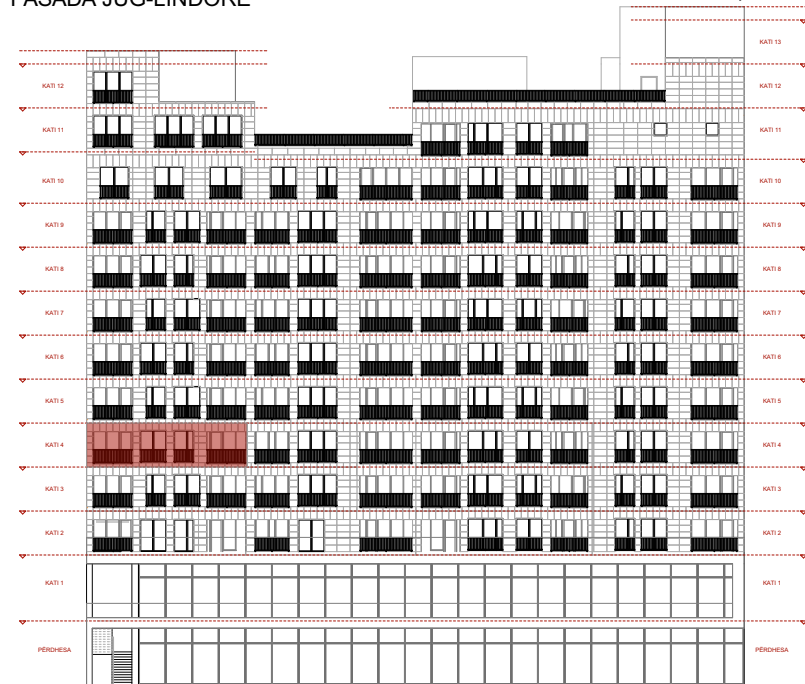 FASADA JUG-LINDORE
KATI 13
KATI 12 KATI 12
KATI 11 KATI 11
KATI 10 KATI 10
KATI 9 KATI 9
KATI 8 KATI 8
KATI 7 KATI 7
KATI 6 KATI 6
KATI 5 KATI 5
KATI 4 KATI 4
KATI 3 KATI 3
KATI 2 KATI 2
KATI 1 KATI 1
PËRDHESA PËRDHESA